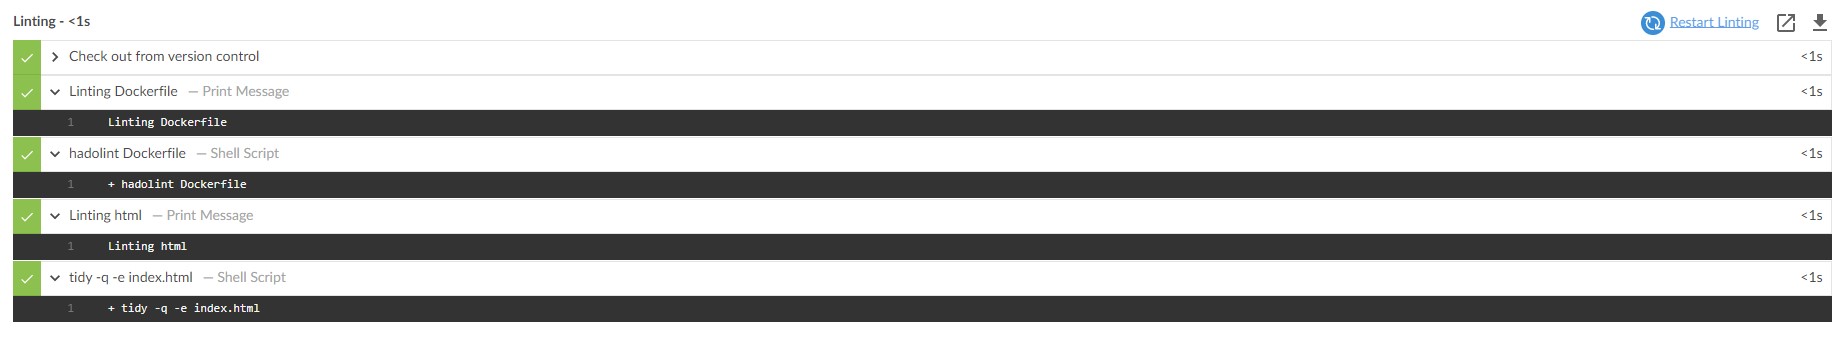 Linting - <1s
Restart Linting
Check out from version control <1s
Linting Dockerfile — Print Message <1s
1 Linting Dockerfile
hadolint Dockerfile — Shell Script <1s
1 + hadolint Dockerfile
Linting html — Print Message <1s
1 Linting html
tidy -q -e index.html — Shell Script <1s
1 + tidy -q -e index.html